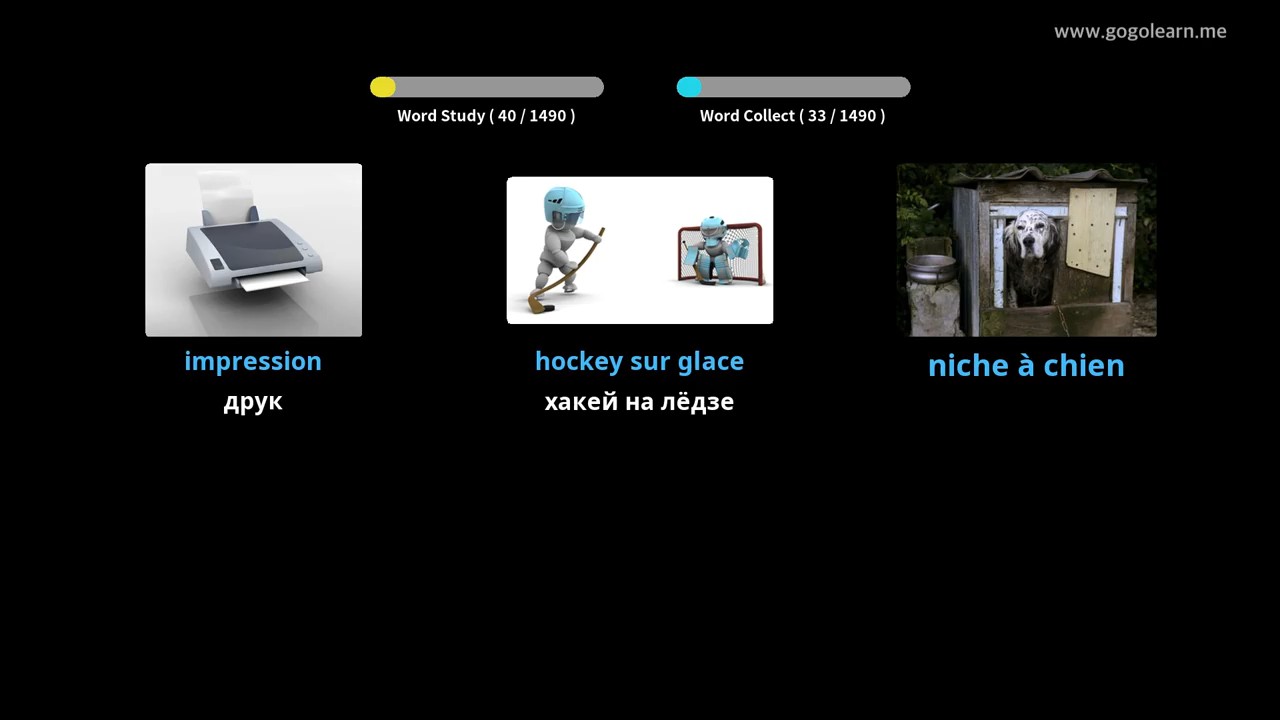 www.gogolearn.me
Word Study ( 40 / 1490 )
Word Collect ( 33 / 1490 )
impression
друк
hockey sur glace
хакей на лёдзе
niche à chien